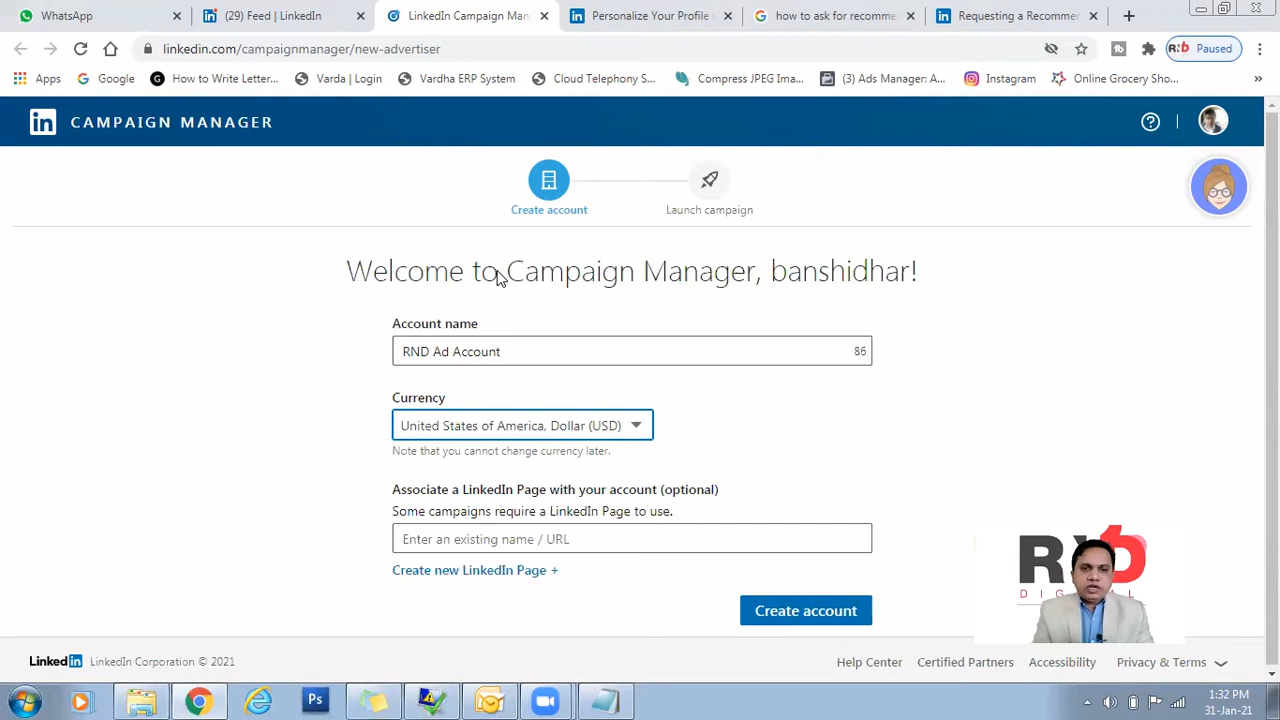 WhatsApp
(29) Feed | LinkedIn
LinkedIn Campaign Man
Personalize Your Profile
how to ask for recomme
Requesting a Recomme
linkedin.com/campaignmanager/new-advertiser
Paused
Apps
Google
How to Write Letter...
Varda | Login
Vardha ERP System
Cloud Telephony S...
Compress JPEG Ima...
(3) Ads Manager: A...
Instagram
Online Grocery Sho...
in CAMPAIGN MANAGER
Create account
Launch campaign
Welcome to Campaign Manager, banshidhar!
Account name
RND Ad Account
86
Currency
United States of America, Dollar (USD)
Note that you cannot change currency later.
Associate a LinkedIn Page with your account (optional)
Some campaigns require a LinkedIn Page to use.
Enter an existing name / URL
Create new LinkedIn Page +
Create account
LinkedIn
LinkedIn Corporation © 2021
Help Center
Certified Partners
Accessibility
Privacy & Terms
Ps
1:32 PM
31-Jan-21